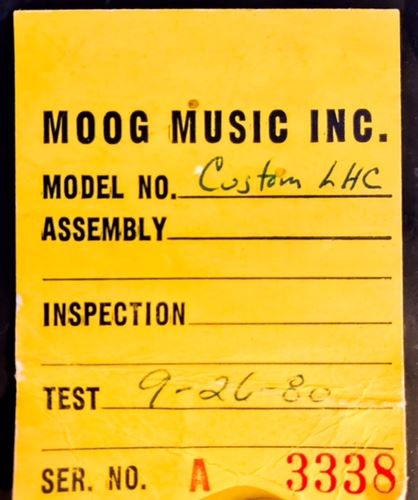 MOOG MUSIC INC.
MODEL NO. Custom LHC
ASSEMBLY
INSPECTION
TEST 9-26-80
SER. NO. A 3338